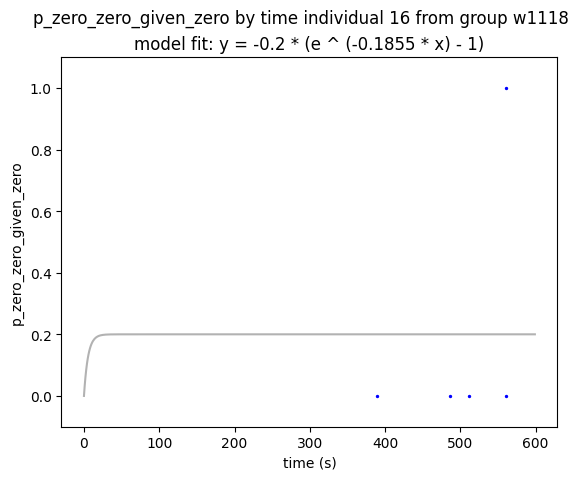 p_zero_zero_given_zero by time individual 16 from group w1118
model fit: y = -0.2 * (e ^ (-0.1855 * x) - 1)
p_zero_zero_given_zero
1.0
0.8
0.6
0.4
0.2
0.0
0 100 200 300 400 500 600
time (s)